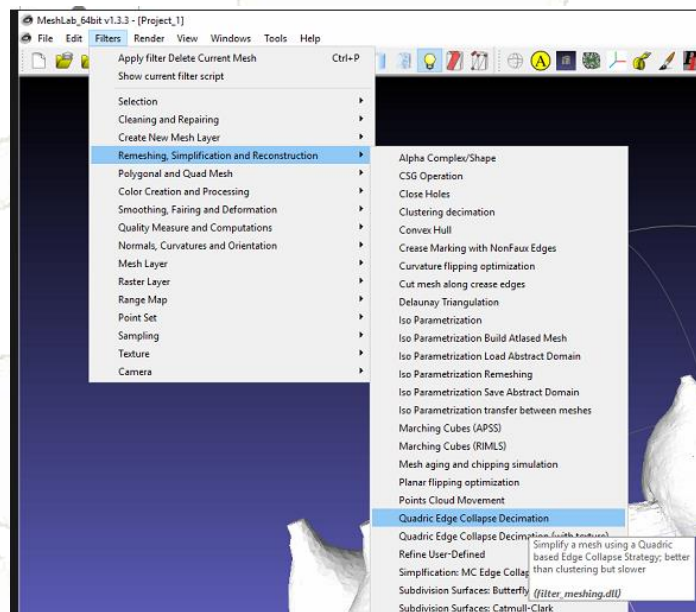 MeshLab_64bit v1.3.3 - [Project_1]
File Edit Filters Render View Windows Tools Help
Apply filter Delete Current Mesh Ctrl+P
Show current filter script
Selection
Cleaning and Repairing
Create New Mesh Layer
Remeshing, Simplification and Reconstruction
Polygonal and Quad Mesh
Color Creation and Processing
Smoothing, Fairing and Deformation
Quality Measure and Computations
Normals, Curvatures and Orientation
Mesh Layer
Raster Layer
Range Map
Point Set
Sampling
Texture
Camera
Alpha Complex/Shape
CSG Operation
Close Holes
Clustering decimation
Convex Hull
Crease Marking with NonFaux Edges
Curvature flipping optimization
Cut mesh along crease edges
Delaunay Triangulation
Iso Parametrization
Iso Parametrization Build Atlased Mesh
Iso Parametrization Load Abstract Domain
Iso Parametrization Remeshing
Iso Parametrization Save Abstract Domain
Iso Parametrization transfer between meshes
Marching Cubes (APSS)
Marching Cubes (RIMLS)
Mesh aging and chipping simulation
Planar flipping optimization
Points Cloud Movement
Quadric Edge Collapse Decimation
Quadric Edge Collapse Decimation (with texture)
Refine User-Defined
Simplfication: MC Edge Collap
Subdivision Surfaces: Butterfly
Subdivision Surfaces: Catmull-Clark
Simplify a mesh using a Quadric
based Edge Collapse Strategy; better
than clustering but slower
(filter_meshing.dll)